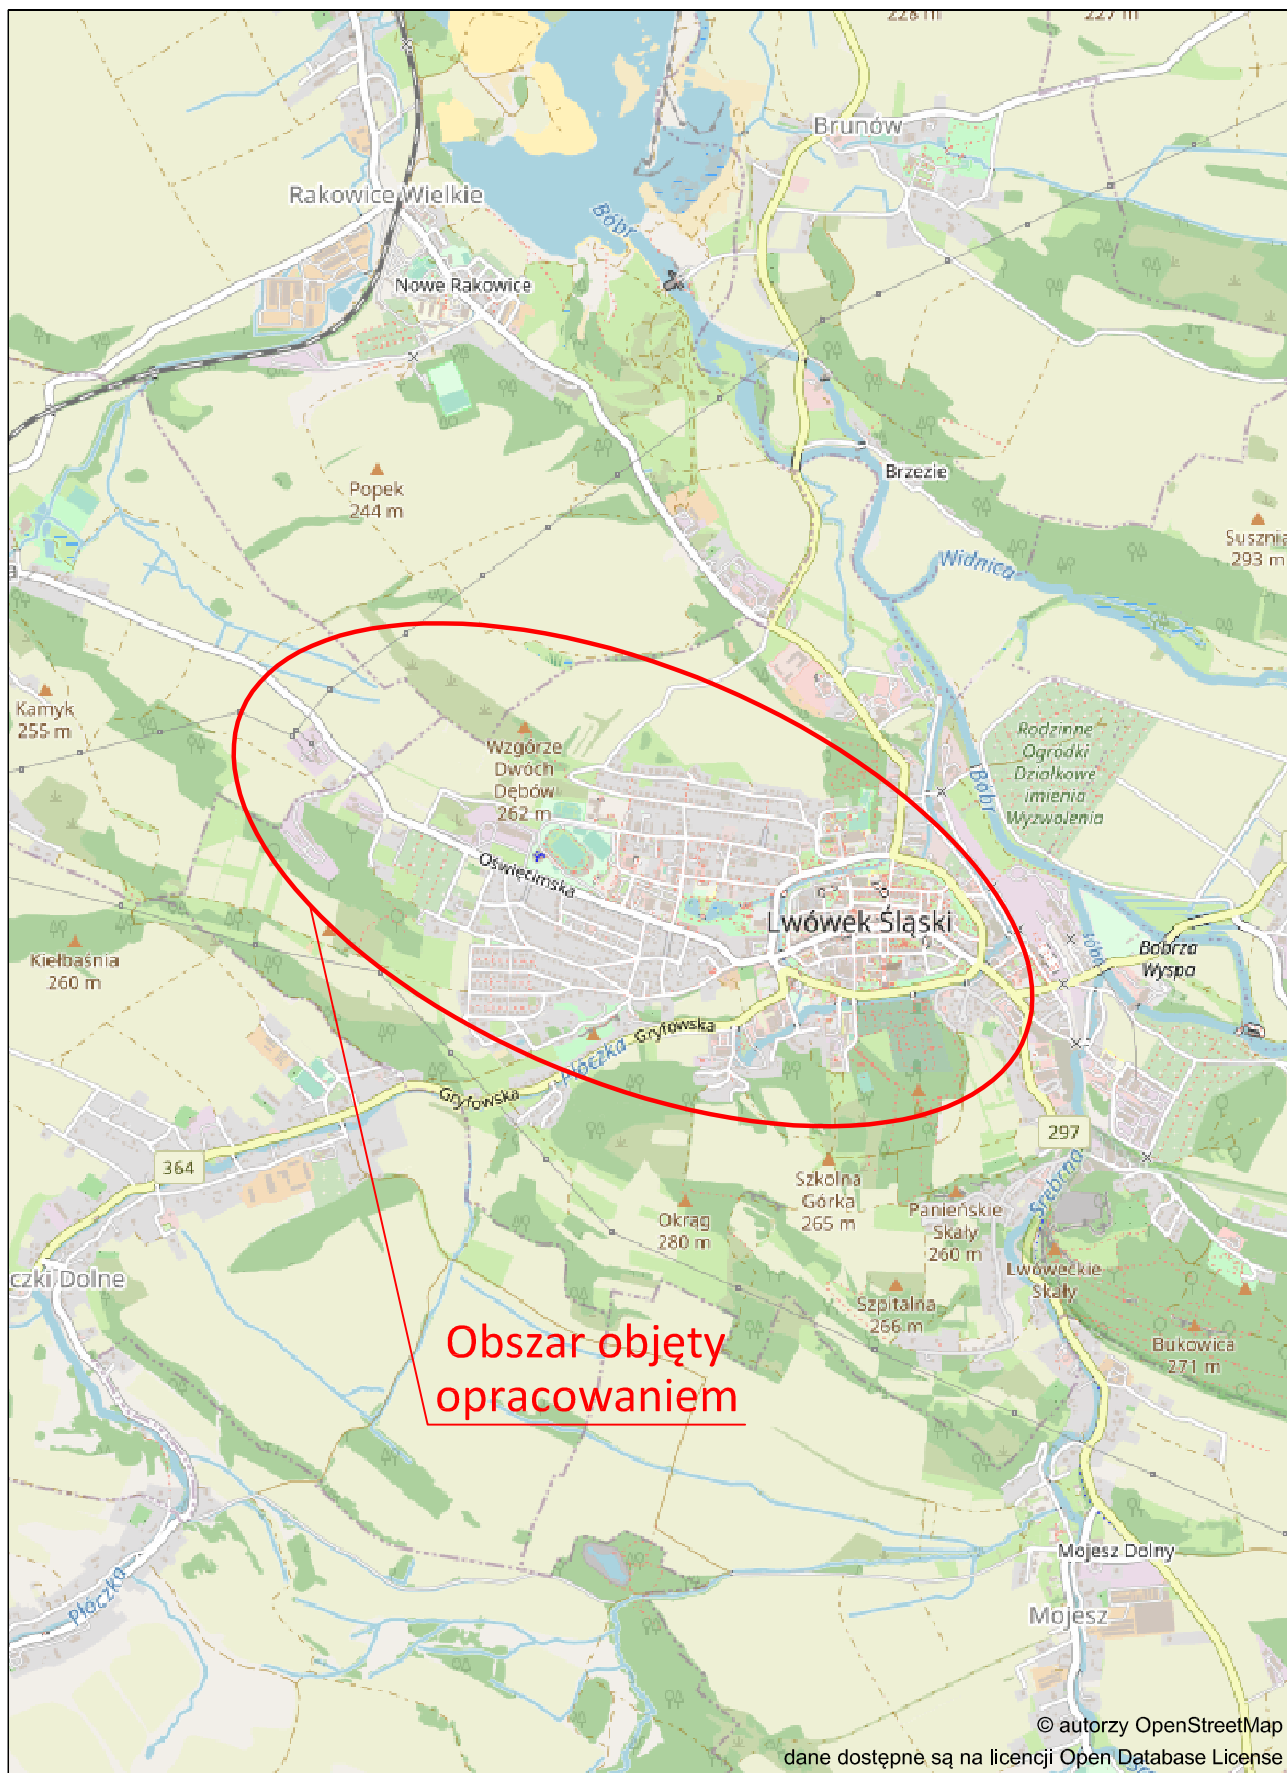 228 m
227 m
Brunów
Rakowice Wielkie
Bóbr
Nowe Rakowice
Brzezie
Popek
244 m
Susznia
293 m
Widnica
Kamyk
255 m
Wzgórze
Dwóch
Dębów
262 m
Rodzinne
Ogródki
Działkowe
imienia
Wyzwolenia
Bóbr
Oświęcimska
Lwówek Śląski
Kiełbaśnia
260 m
Bobrza
Wyspa
Gryfowska
Płóczka
Gryfowska
297
364
Szkolna
Górka
265 m
Srebrna
Panieńskie
Skały
260 m
Okrąg
280 m
czki Dolne
Lwóweckie
Skały
Szpitalna
266 m
Obszar objęty
opracowaniem
Bukowica
271 m
Mojesz Dolny
Płóczka
Mojesz
© autorzy OpenStreetMap
dane dostępne są na licencji Open Database License